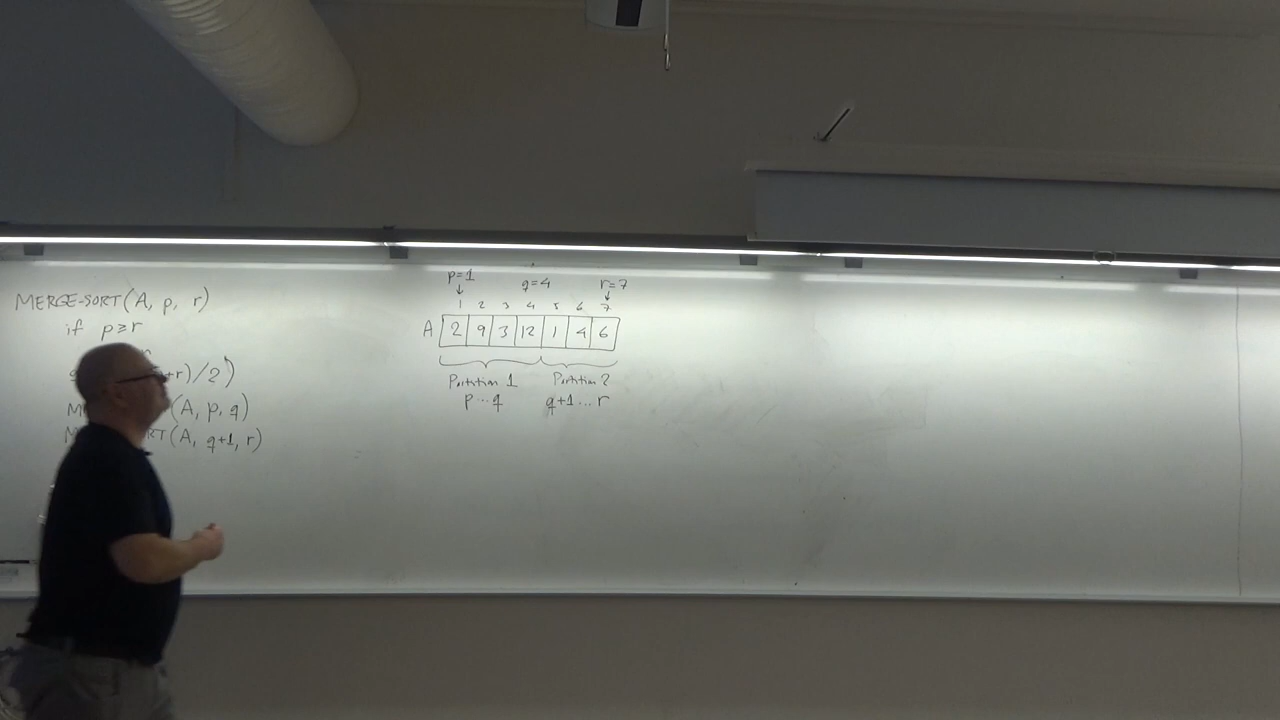 MERGE-SORT(A, p, r)
if p≥r
+r)/2)
(A, p, q)
RT(A, q+1, r)
p=1 q=4 r=7
↓ ↓
1 2 3 4 5 6 7
A 2 9 3 12 1 4 6
Partition 1 Partition 2
p...q q+1...r